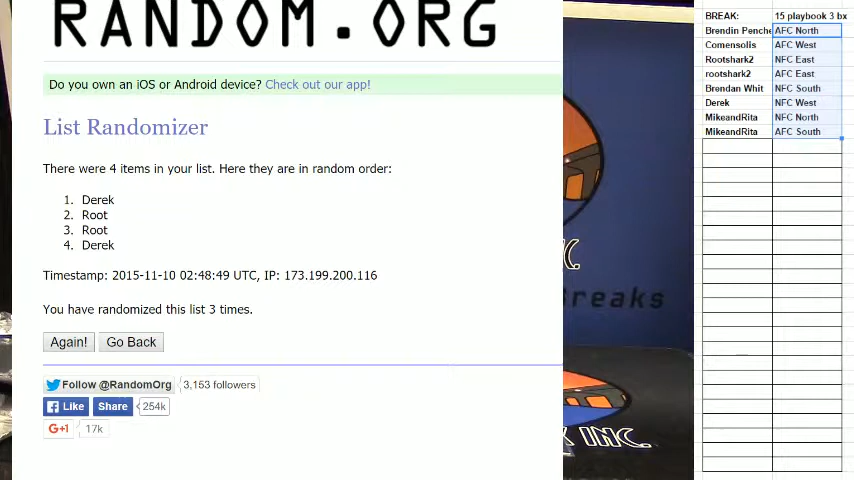 RANDOM.ORG
Do you own an iOS or Android device? Check out our app!
List Randomizer
There were 4 items in your list. Here they are in random order:
1. Derek
2. Root
3. Root
4. Derek
Timestamp: 2015-11-10 02:48:49 UTC, IP: 173.199.200.116
You have randomized this list 3 times.
Again! Go Back
Follow @RandomOrg 3,153 followers
Like Share 254k
G+1 17k
Breaks
INC.
BREAK: 15 playbook 3 bx
Brendin Penche AFC North
Comensolis AFC West
Rootshark2 NFC East
rootshark2 AFC East
Brendan Whit NFC South
Derek NFC West
MikeandRita NFC North
MikeandRita AFC South